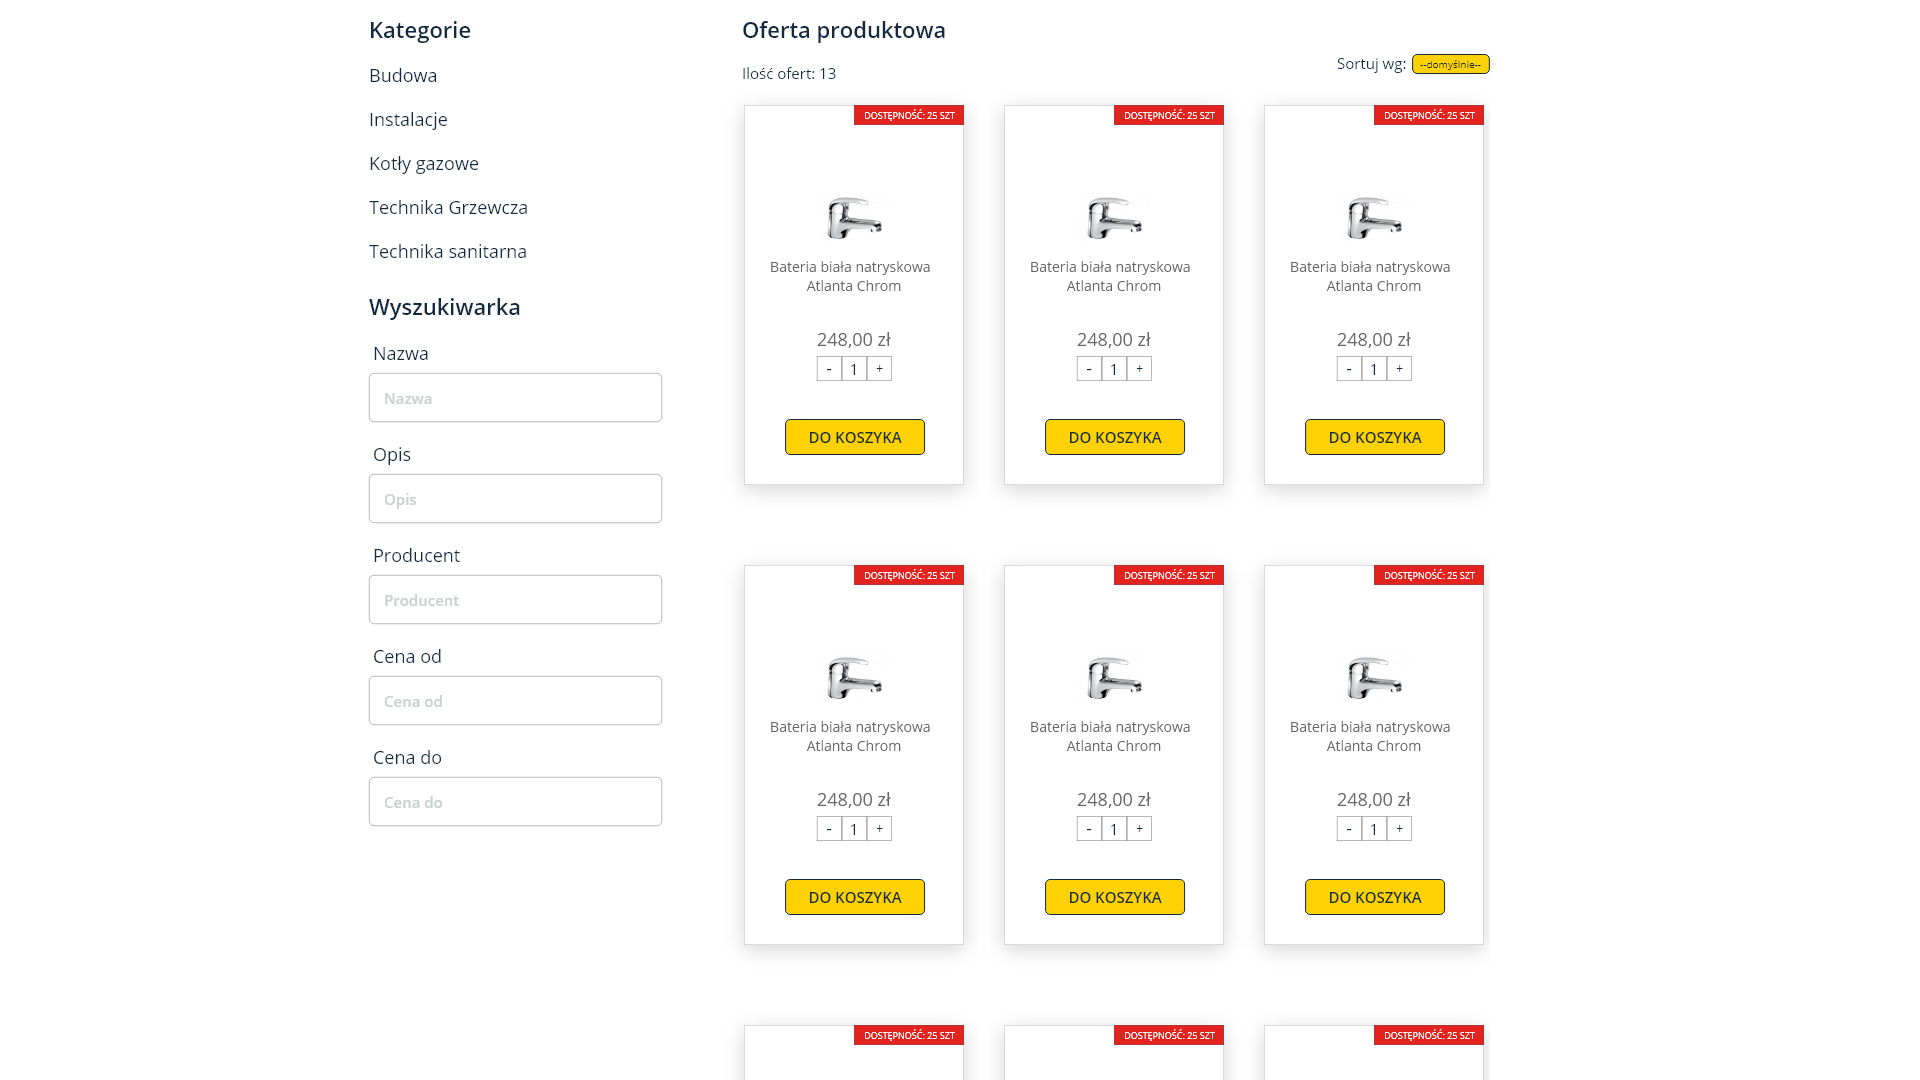 Kategorie
Budowa
Instalacje
Kotły gazowe
Technika Grzewcza
Technika sanitarna
Wyszukiwarka
Nazwa
Nazwa
Opis
Opis
Producent
Producent
Cena od
Cena od
Cena do
Cena do
Oferta produktowa
Ilość ofert: 13
Sortuj wg: --domyślnie--
DOSTĘPNOŚĆ: 25 SZT
Bateria biała natryskowa
Atlanta Chrom
248,00 zł
- 1 +
DO KOSZYKA
DOSTĘPNOŚĆ: 25 SZT
Bateria biała natryskowa
Atlanta Chrom
248,00 zł
- 1 +
DO KOSZYKA
DOSTĘPNOŚĆ: 25 SZT
Bateria biała natryskowa
Atlanta Chrom
248,00 zł
- 1 +
DO KOSZYKA
DOSTĘPNOŚĆ: 25 SZT
Bateria biała natryskowa
Atlanta Chrom
248,00 zł
- 1 +
DO KOSZYKA
DOSTĘPNOŚĆ: 25 SZT
Bateria biała natryskowa
Atlanta Chrom
248,00 zł
- 1 +
DO KOSZYKA
DOSTĘPNOŚĆ: 25 SZT
Bateria biała natryskowa
Atlanta Chrom
248,00 zł
- 1 +
DO KOSZYKA
DOSTĘPNOŚĆ: 25 SZT
DOSTĘPNOŚĆ: 25 SZT
DOSTĘPNOŚĆ: 25 SZT